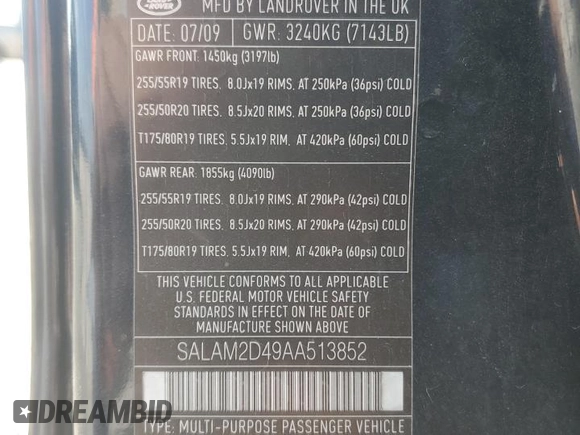 ROVER
MFD BY LANDROVER IN THE UK
DATE: 07/09 GWR: 3240KG (7143LB)
GAWR FRONT: 1450kg (3197lb)
255/55R19 TIRES, 8.0Jx19 RIMS, AT 250kPa (36psi) COLD
255/50R20 TIRES, 8.5Jx20 RIMS, AT 250kPa (36psi) COLD
T175/80R19 TIRES, 5.5Jx19 RIM, AT 420kPa (60psi) COLD
GAWR REAR: 1855kg (4090lb)
255/55R19 TIRES, 8.0Jx19 RIMS, AT 290kPa (42psi) COLD
255/50R20 TIRES, 8.5Jx20 RIMS, AT 290kPa (42psi) COLD
T175/80R19 TIRES, 5.5Jx19 RIM, AT 420kPa (60psi) COLD
THIS VEHICLE CONFORMS TO ALL APPLICABLE
U.S. FEDERAL MOTOR VEHICLE SAFETY
STANDARDS IN EFFECT ON THE DATE OF
MANUFACTURE SHOWN ABOVE.
SALAM2D49AA513852
TYPE: MULTI-PURPOSE PASSENGER VEHICLE
DREAMBID